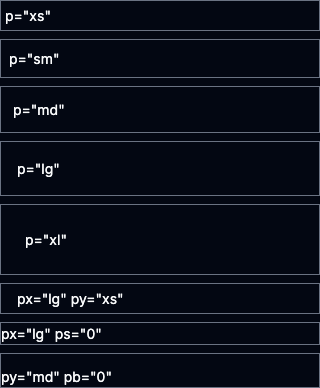 p="xs"
p="sm"
p="md"
p="lg"
p="xl"
px="lg" py="xs"
px="lg" ps="0"
py="md" pb="0"